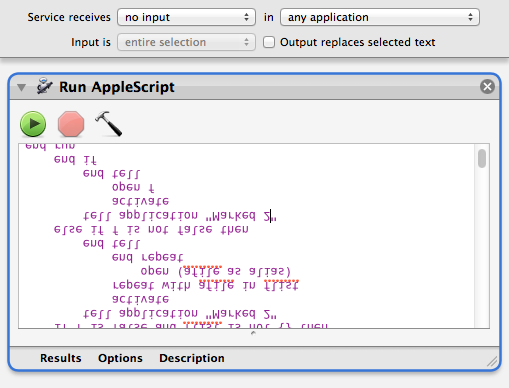 Service receives no input in any application
Input is entire selection Output replaces selected text
Run AppleScript
end run
end if
end tell
open f
activate
tell application "Marked 2"
else if f is not false then
end tell
end repeat
open (afile as alias)
repeat with afile in flist
activate
tell application "Marked 2"
if f is false and flist is not {} then
Results Options Description